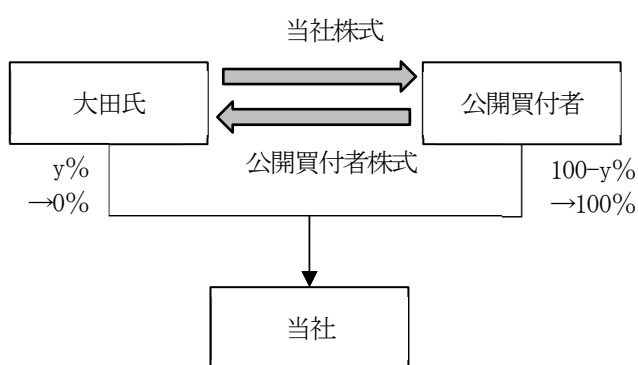 当社株式
大田氏
公開買付者
公開買付者株式
y%
→0%
100-y%
→100%
当社